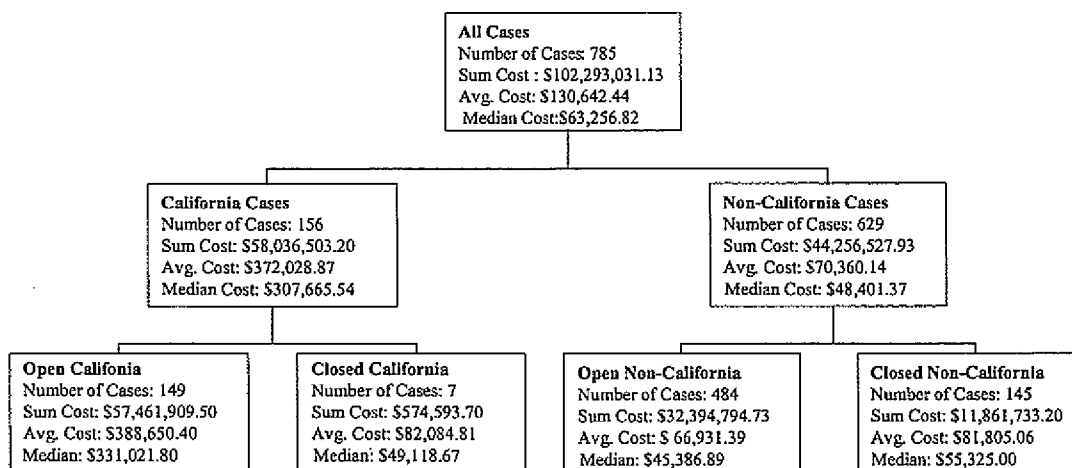 All Cases
Number of Cases: 785
Sum Cost : $102,293,031.13
Avg. Cost: $130,642.44
Median Cost:$63,256.82
California Cases
Number of Cases: 156
Sum Cost: $58,036,503.20
Avg. Cost: $372,028.87
Median Cost: $307,665.54
Non-California Cases
Number of Cases: 629
Sum Cost: $44,256,527.93
Avg. Cost: $70,360.14
Median Cost: $48,401.37
Open Califonia
Number of Cases: 149
Sum Cost: $57,461,909.50
Avg. Cost: $388,650.40
Median: $331,021.80
Closed California
Number of Cases: 7
Sum Cost: $574,593.70
Avg. Cost: $82,084.81
Median: $49,118.67
Open Non-California
Number of Cases: 484
Sum Cost: $32,394,794.73
Avg. Cost: $ 66,931.39
Median: $45,386.89
Closed Non-California
Number of Cases: 145
Sum Cost: $11,861,733.20
Avg. Cost: $81,805.06
Median: $55,325.00